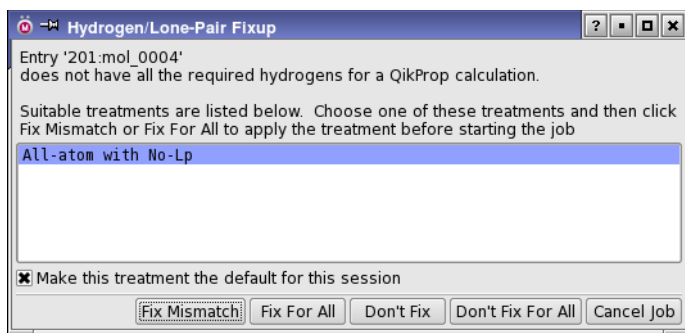 Hydrogen/Lone-Pair Fixup
Entry '201:mol_0004'
does not have all the required hydrogens for a QikProp calculation.
Suitable treatments are listed below.  Choose one of these treatments and then click
Fix Mismatch or Fix For All to apply the treatment before starting the job
All-atom with No-Lp
Make this treatment the default for this session
Fix Mismatch Fix For All Don't Fix Don't Fix For All Cancel Job